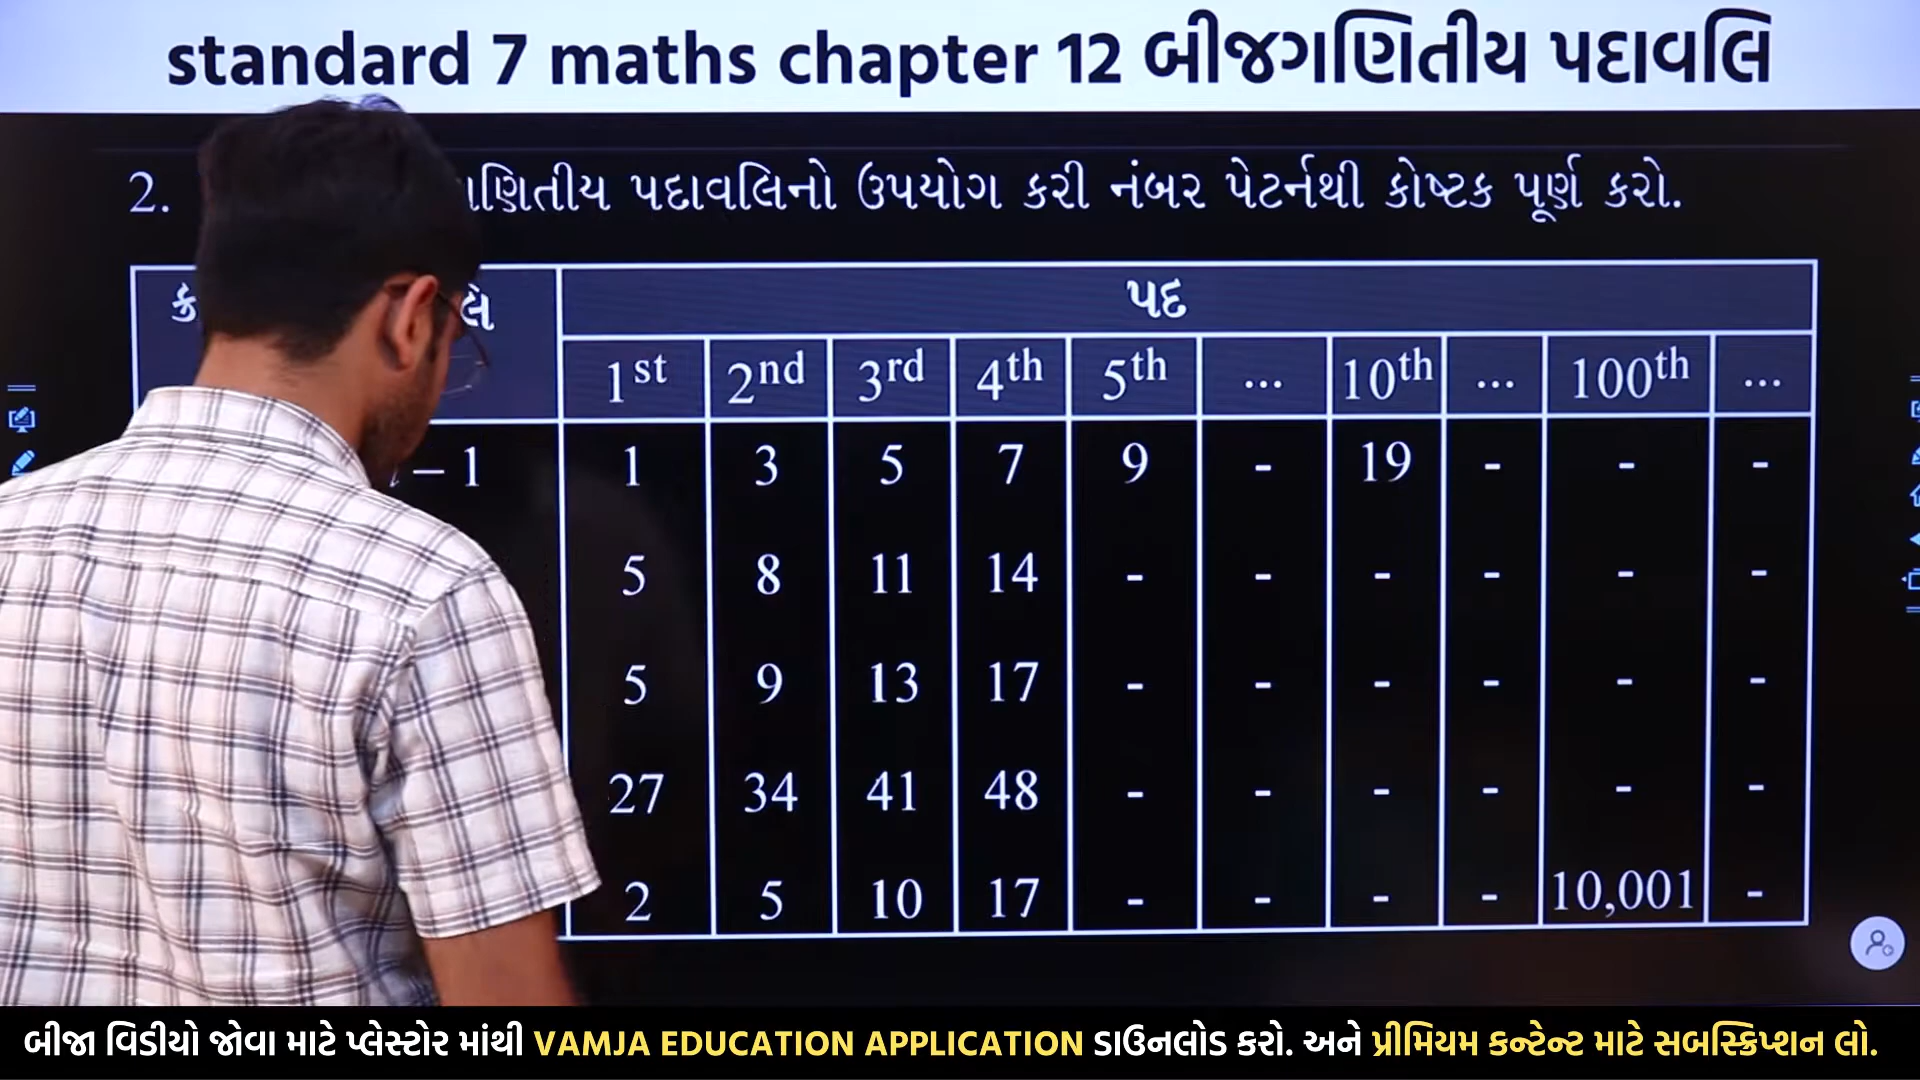 standard 7 maths chapter 12 બીજગણિતીય પદાવલિ
2. પદાવલિનો ઉપયોગ કરી નંબર પેટર્નથી કોષ્ટક પૂર્ણ કરો.
પદ
1st 2nd 3rd 4th 5th ... 10th ... 100th ...
– 1 1 3 5 7 9 - 19 - - -
5 8 11 14 - - - - - -
5 9 13 17 - - - - - -
27 34 41 48 - - - - - -
2 5 10 17 - - - - 10,001 -
બીજા વિડીયો જોવા માટે પ્લેસ્ટોર માંથી VAMJA EDUCATION APPLICATION ડાઉનલોડ કરો. અને પ્રીમિયમ કન્ટેન્ટ માટે સબસ્ક્રિપ્શન લો.